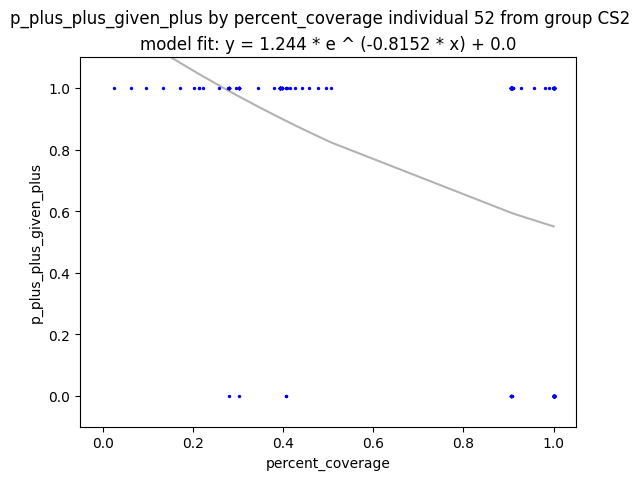 p_plus_plus_given_plus by percent_coverage individual 52 from group CS2
model fit: y = 1.244 * e ^ (-0.8152 * x) + 0.0
1.0
0.8
0.6
0.4
0.2
0.0
p_plus_plus_given_plus
0.0 0.2 0.4 0.6 0.8 1.0
percent_coverage